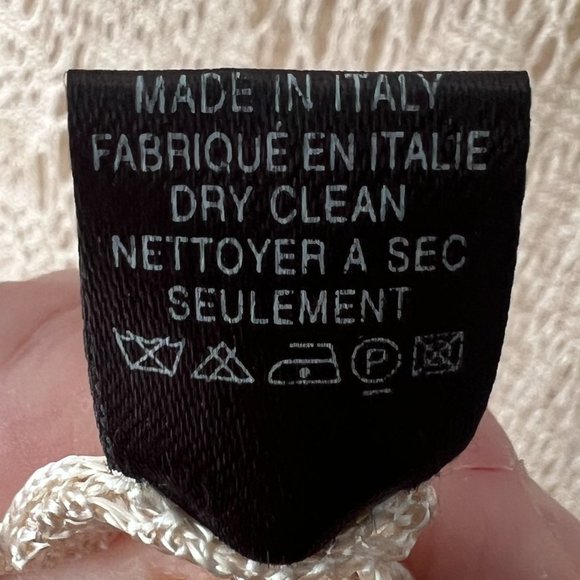 MADE IN ITALY
FABRIQUÉ EN ITALIE
DRY CLEAN
NETTOYER A SEC
SEULEMENT
P